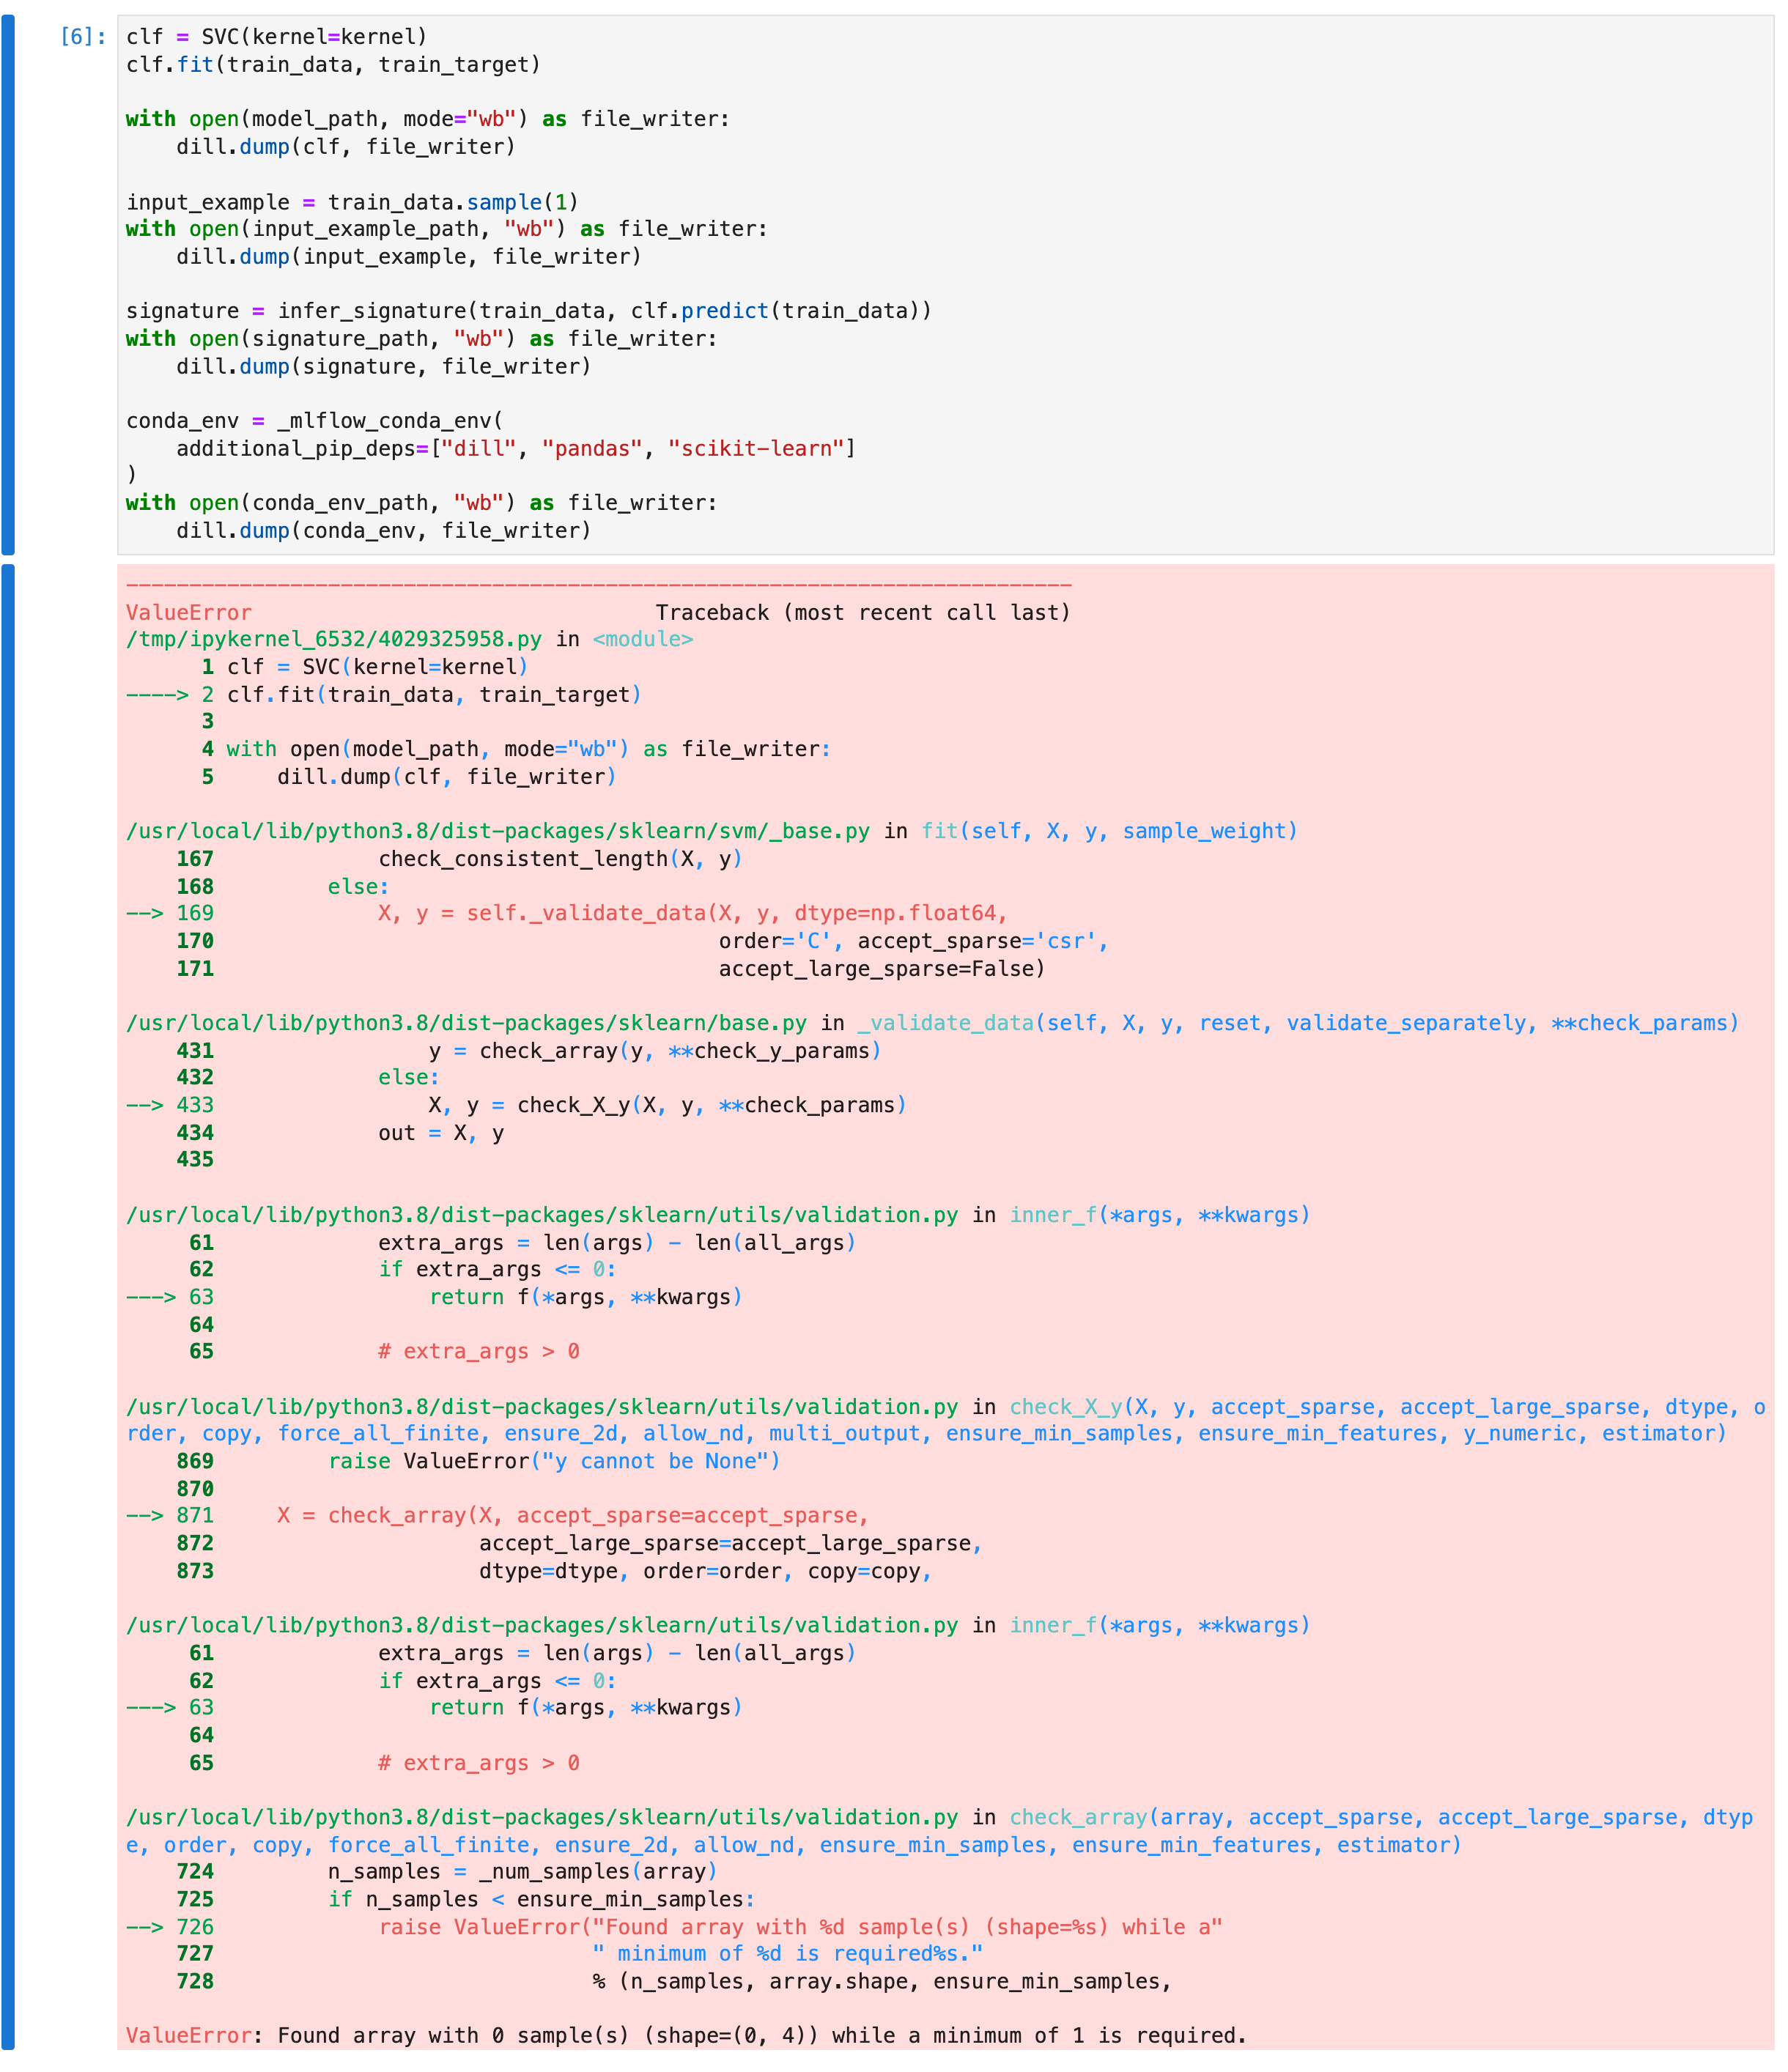 [6]: clf = SVC(kernel=kernel)
clf.fit(train_data, train_target)

with open(model_path, mode="wb") as file_writer:
    dill.dump(clf, file_writer)

input_example = train_data.sample(1)
with open(input_example_path, "wb") as file_writer:
    dill.dump(input_example, file_writer)

signature = infer_signature(train_data, clf.predict(train_data))
with open(signature_path, "wb") as file_writer:
    dill.dump(signature, file_writer)

conda_env = _mlflow_conda_env(
    additional_pip_deps=["dill", "pandas", "scikit-learn"]
)
with open(conda_env_path, "wb") as file_writer:
    dill.dump(conda_env, file_writer)

---------------------------------------------------------------------------
ValueError                                Traceback (most recent call last)
/tmp/ipykernel_6532/4029325958.py in <module>
      1 clf = SVC(kernel=kernel)
----> 2 clf.fit(train_data, train_target)
      3
      4 with open(model_path, mode="wb") as file_writer:
      5     dill.dump(clf, file_writer)

/usr/local/lib/python3.8/dist-packages/sklearn/svm/_base.py in fit(self, X, y, sample_weight)
    167             check_consistent_length(X, y)
    168         else:
--> 169             X, y = self._validate_data(X, y, dtype=np.float64,
    170                                        order='C', accept_sparse='csr',
    171                                        accept_large_sparse=False)

/usr/local/lib/python3.8/dist-packages/sklearn/base.py in _validate_data(self, X, y, reset, validate_separately, **check_params)
    431                 y = check_array(y, **check_y_params)
    432             else:
--> 433                 X, y = check_X_y(X, y, **check_params)
    434             out = X, y
    435

/usr/local/lib/python3.8/dist-packages/sklearn/utils/validation.py in inner_f(*args, **kwargs)
     61             extra_args = len(args) - len(all_args)
     62             if extra_args <= 0:
---> 63                 return f(*args, **kwargs)
     64
     65             # extra_args > 0

/usr/local/lib/python3.8/dist-packages/sklearn/utils/validation.py in check_X_y(X, y, accept_sparse, accept_large_sparse, dtype, o
rder, copy, force_all_finite, ensure_2d, allow_nd, multi_output, ensure_min_samples, ensure_min_features, y_numeric, estimator)
    869         raise ValueError("y cannot be None")
    870
--> 871     X = check_array(X, accept_sparse=accept_sparse,
    872                     accept_large_sparse=accept_large_sparse,
    873                     dtype=dtype, order=order, copy=copy,

/usr/local/lib/python3.8/dist-packages/sklearn/utils/validation.py in inner_f(*args, **kwargs)
     61             extra_args = len(args) - len(all_args)
     62             if extra_args <= 0:
---> 63                 return f(*args, **kwargs)
     64
     65             # extra_args > 0

/usr/local/lib/python3.8/dist-packages/sklearn/utils/validation.py in check_array(array, accept_sparse, accept_large_sparse, dtyp
e, order, copy, force_all_finite, ensure_2d, allow_nd, ensure_min_samples, ensure_min_features, estimator)
    724         n_samples = _num_samples(array)
    725         if n_samples < ensure_min_samples:
--> 726             raise ValueError("Found array with %d sample(s) (shape=%s) while a"
    727                              " minimum of %d is required%s."
    728                              % (n_samples, array.shape, ensure_min_samples,

ValueError: Found array with 0 sample(s) (shape=(0, 4)) while a minimum of 1 is required.